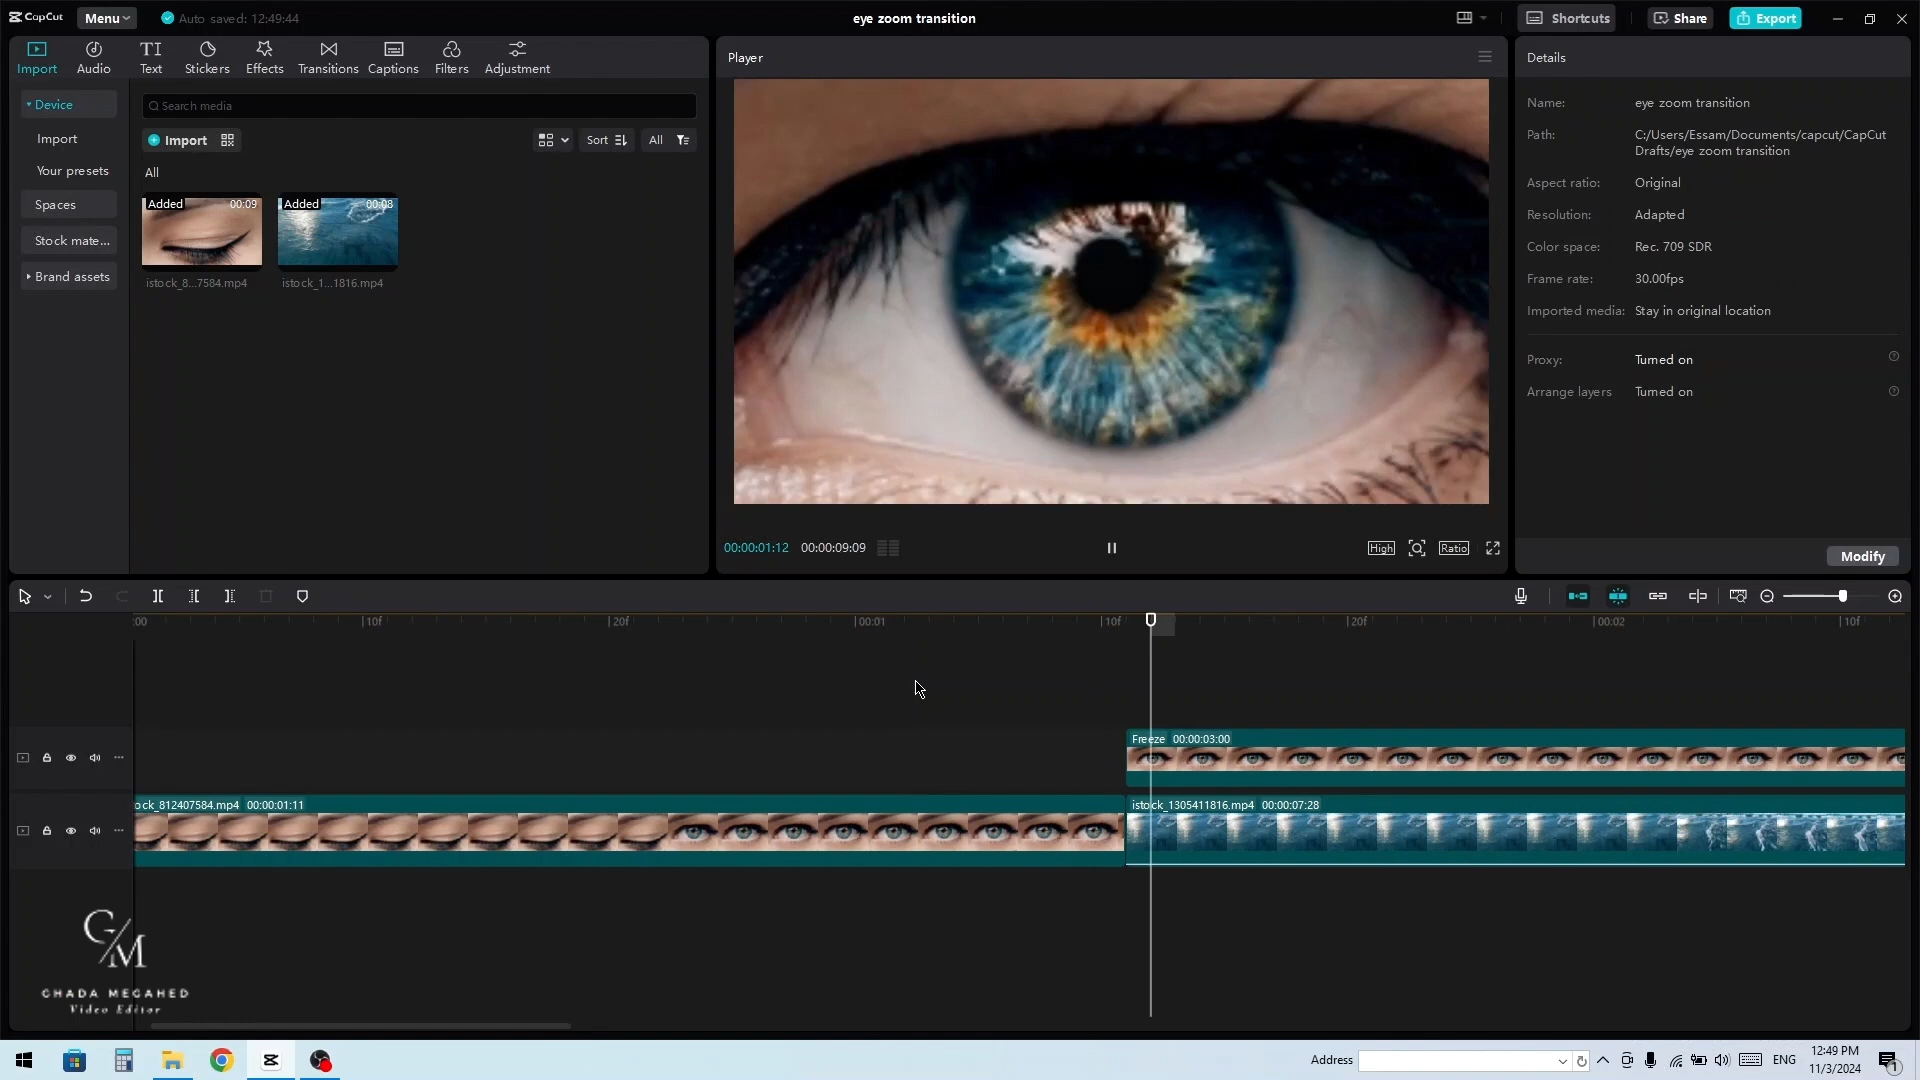 CapCut
Menu
Auto saved: 12:49:44
eye zoom transition
Shortcuts
Share
Export
Import
Audio
TI
Text
Stickers
Effects
Transitions
Captions
Filters
Adjustment
Device
Import
Your presets
Spaces
Stock mate...
Brand assets
Search media
Import
Sort
All
All
Added 00:09
Added 00:08
istock_8...7584.mp4
istock_1...1816.mp4
Player
00:00:01:12 00:00:09:09
High
Ratio
Details
Name: eye zoom transition
Path: C:/Users/Essam/Documents/capcut/CapCut
Drafts/eye zoom transition
Aspect ratio: Original
Resolution: Adapted
Color space: Rec. 709 SDR
Frame rate: 30.00fps
Imported media: Stay in original location
Proxy: Turned on
Arrange layers Turned on
Modify
:00 10f 20f 00:01 10f 20f 00:02 10f
Freeze 00:00:03:00
ock_812407584.mp4 00:00:01:11
istock_1305411816.mp4 00:00:07:28
GM
GHADA MEGAHED
Video Editor
Address
ENG
12:49 PM
11/3/2024
1